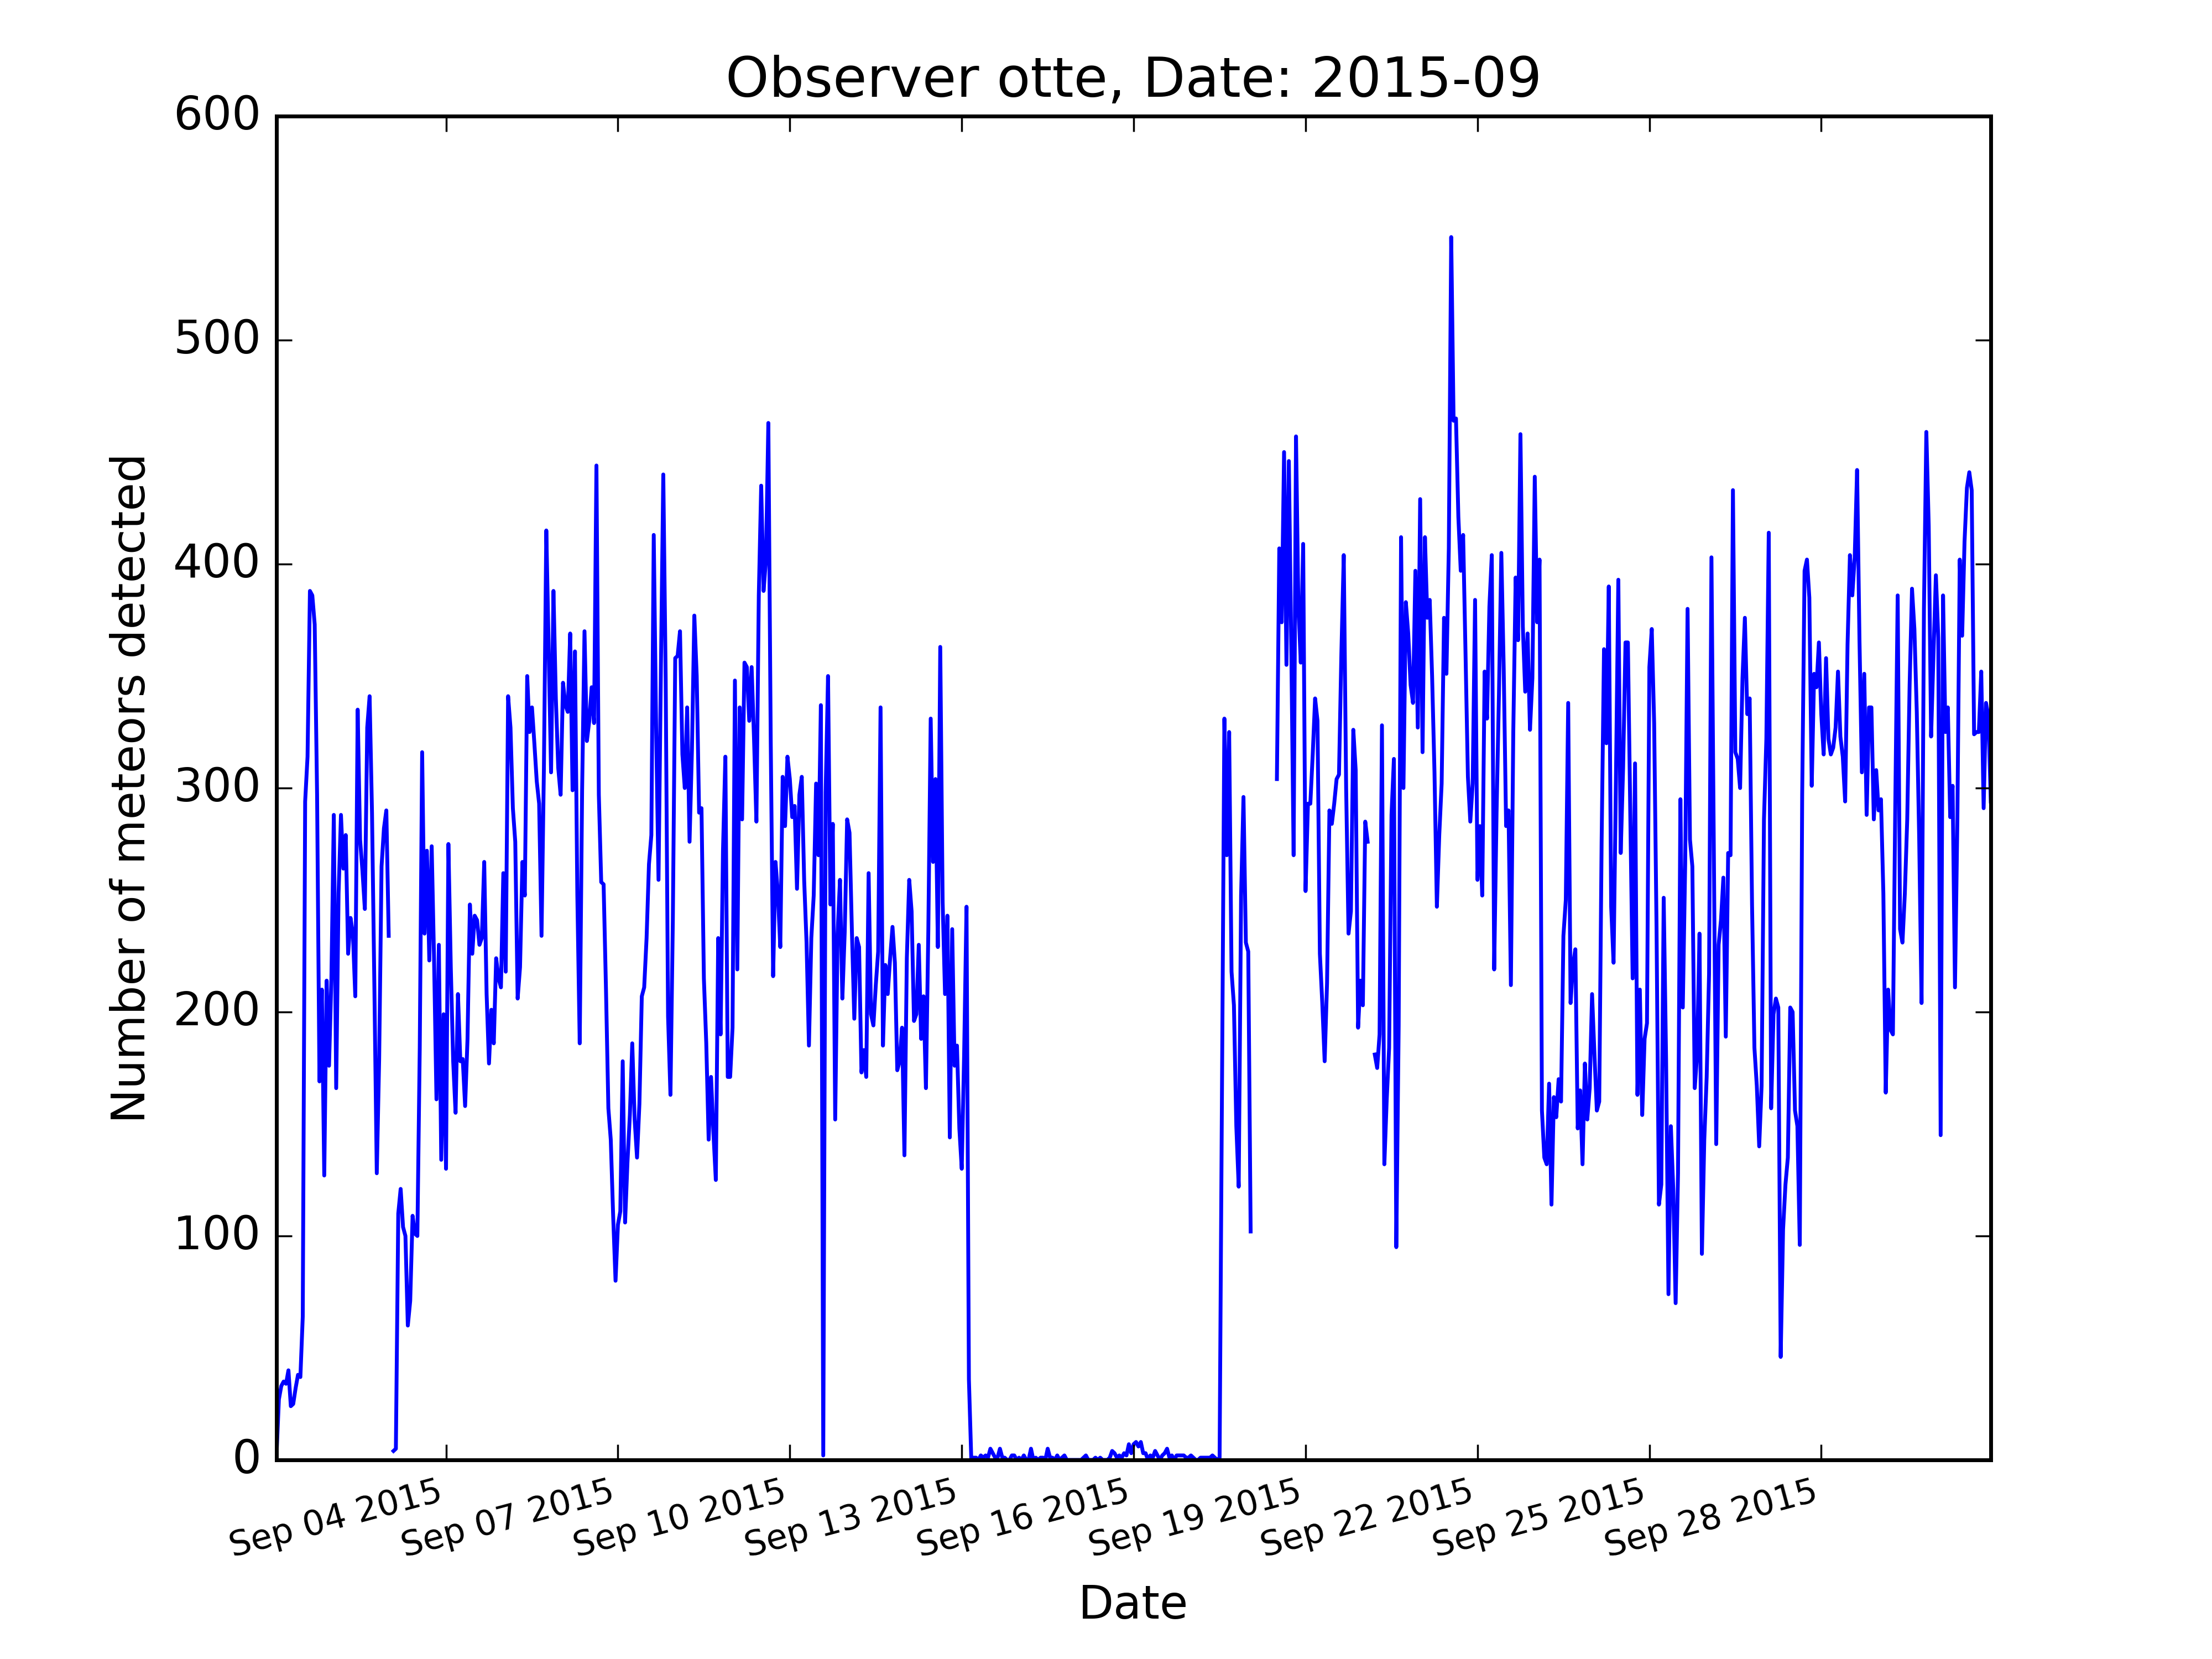 Observer otte, Date: 2015-09
600
500
400
300
200
100
0
Number of meteors detected
Sep 04 2015
Sep 07 2015
Sep 10 2015
Sep 13 2015
Sep 16 2015
Sep 19 2015
Sep 22 2015
Sep 25 2015
Sep 28 2015
Date